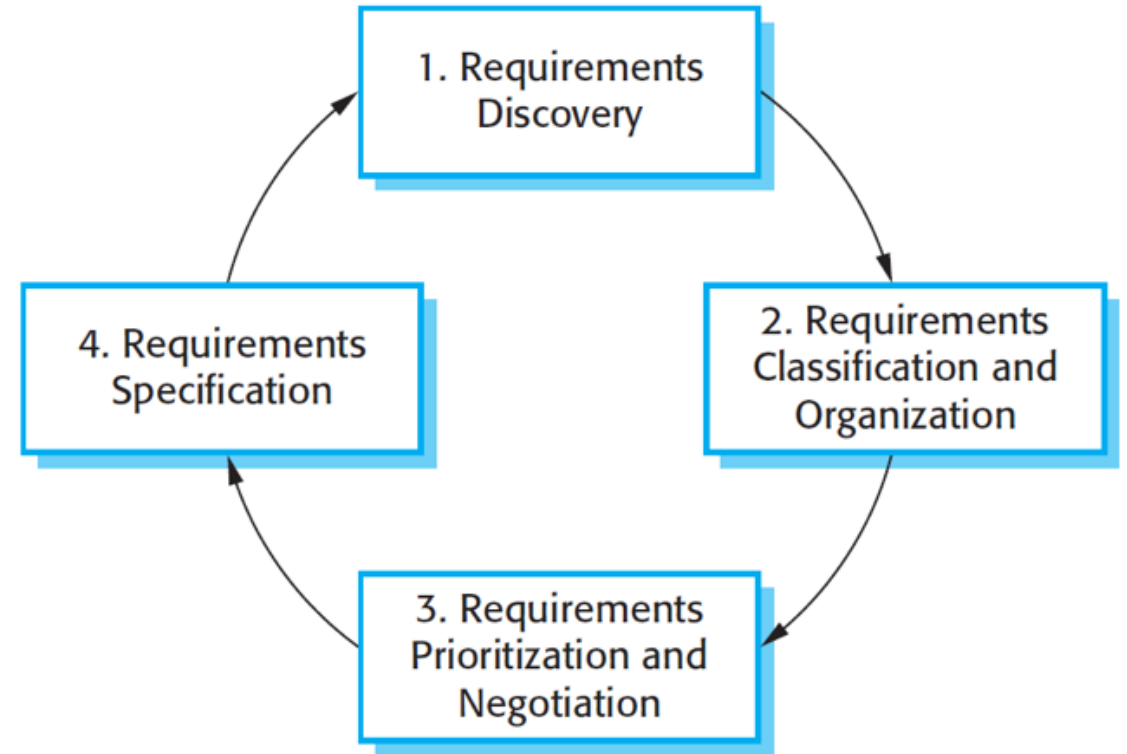 1. Requirements
Discovery
2. Requirements
Classification and
Organization
3. Requirements
Prioritization and
Negotiation
4. Requirements
Specification